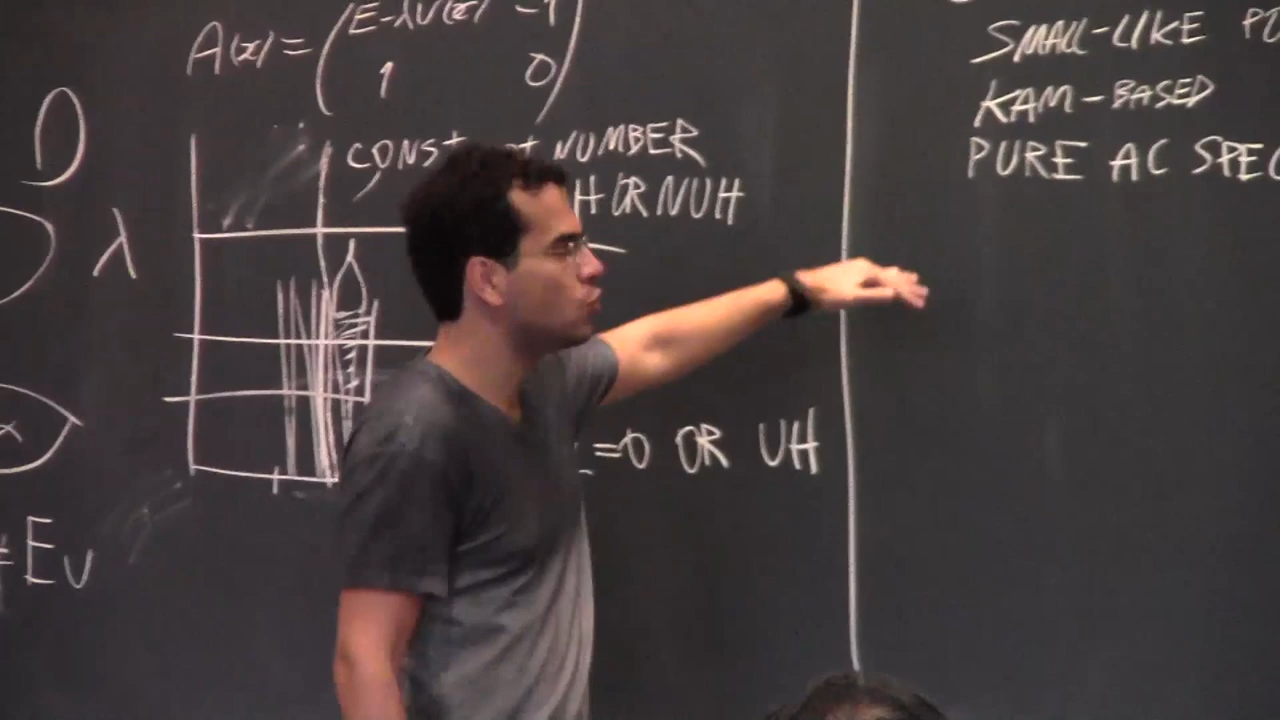 A(x) = (E-λv(x) -1
1 0)
D
λ
CONST NUMBER
H OR NUH
=0 OR UH
≠Ev
SMALL-LIKE
KAM-BASED
PURE AC SPEC